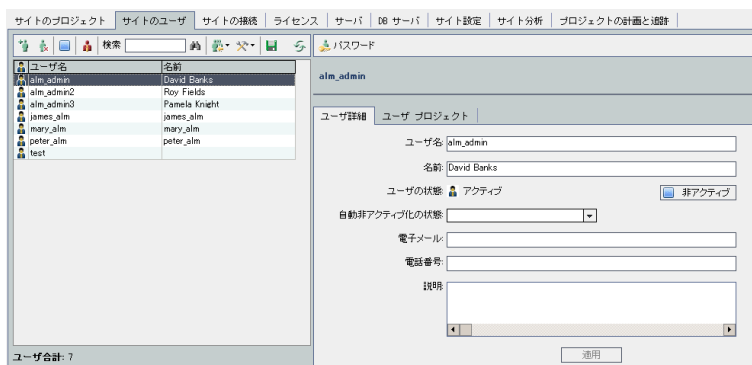 サイトのプロジェクト サイトのユーザ サイトの接続 ライセンス サーバ DB サーバ サイト設定 サイト分析 プロジェクトの計画と追跡
検索
パスワード
ユーザ名 名前
alm_admin David Banks
alm_admin2 Roy Fields
alm_admin3 Pamela Knight
james_alm james_alm
mary_alm mary_alm
peter_alm peter_alm
test
ユーザ合計: 7
alm_admin
ユーザ詳細 ユーザ プロジェクト
ユーザ名: alm_admin
名前: David Banks
ユーザの状態: アクティブ 非アクティブ
自動非アクティブ化の状態:
電子メール:
電話番号:
説明:
適用